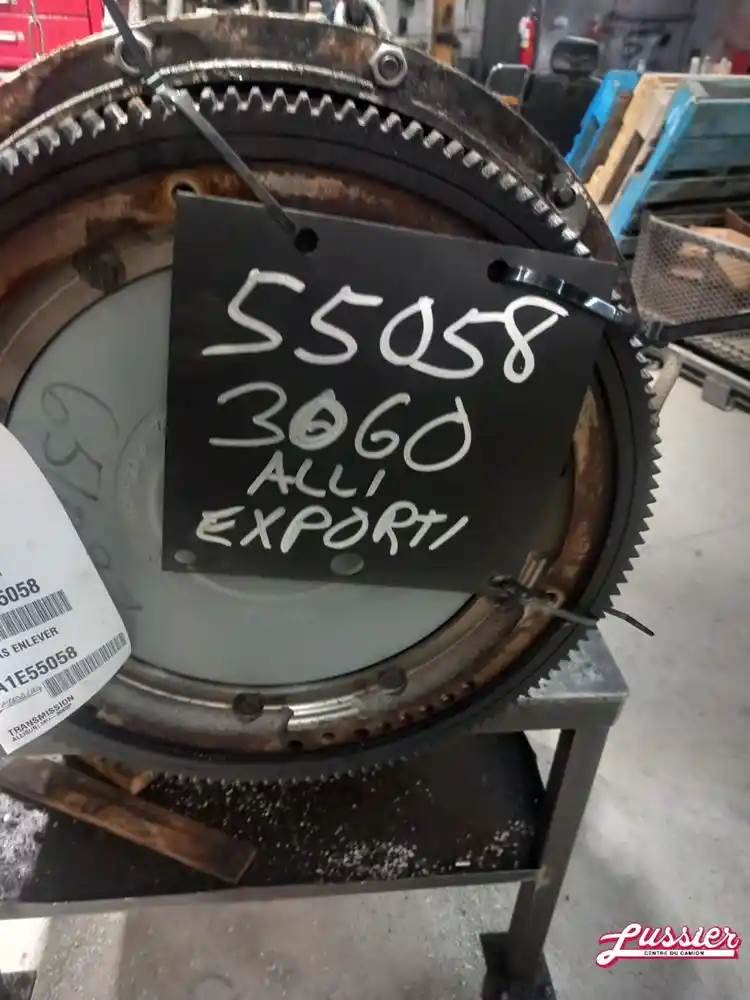 55058
3060
ALLI
EXPORTI
5058
AS ENLEVER
A1E55058
TRANSMISSION
Lussier
CENTRE DU CAMION